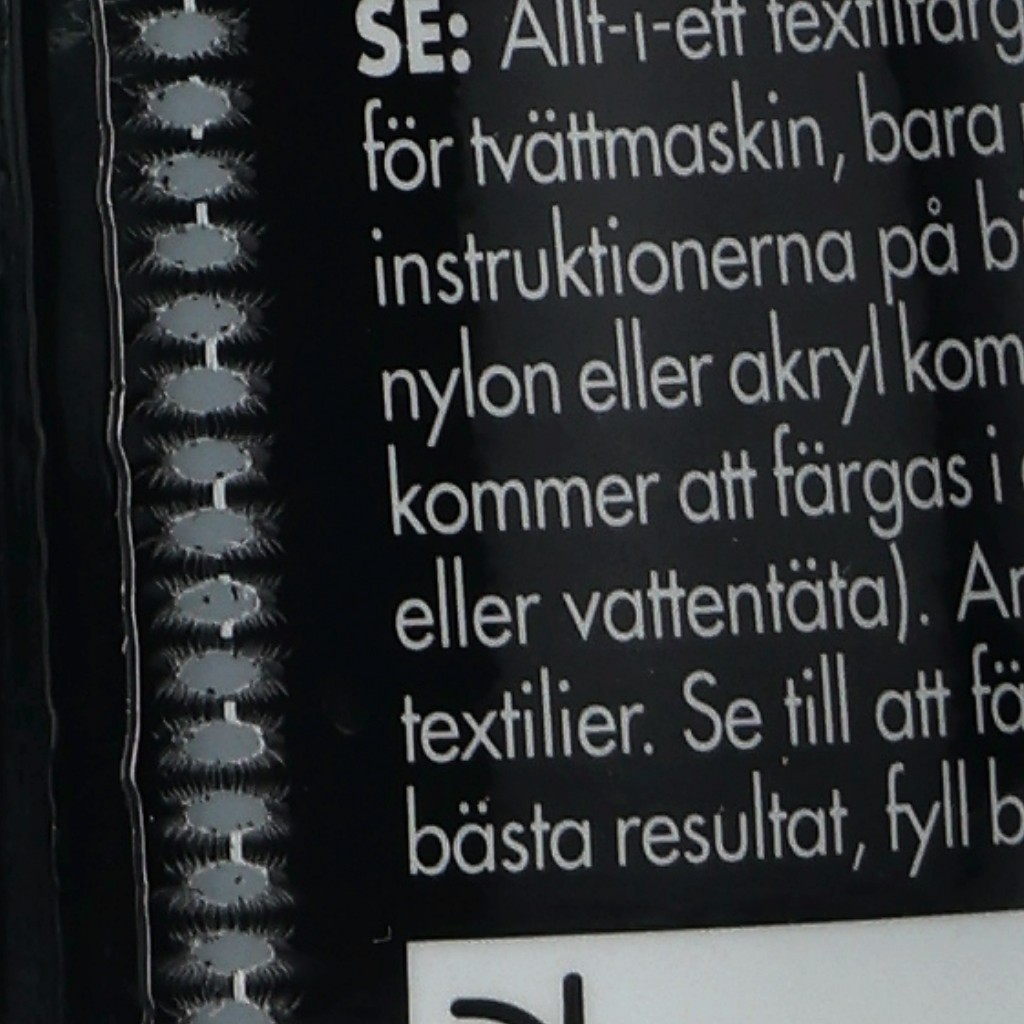 SE: Allt-i-ett textilfärg
för tvättmaskin, bara
instruktionerna på
nylon eller akryl
kommer att färgas i
eller vattentäta).
textilier. Se till att
bästa resultat, fyll